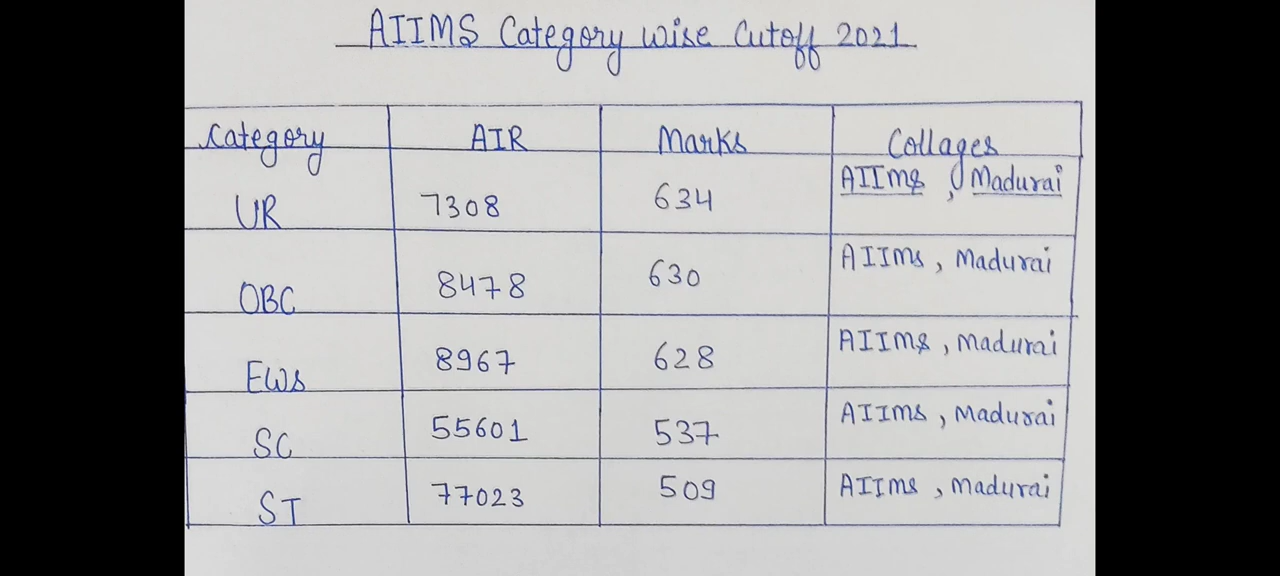 AIIMS Category wise Cutoff 2021
Category AIR Marks Collages
UR 7308 634 AIIMS, Madurai
OBC 8478 630 AIIMS, Madurai
EWS 8967 628 AIIMS, Madurai
SC 55601 537 AIIMS, Madurai
ST 77023 509 AIIMS, Madurai